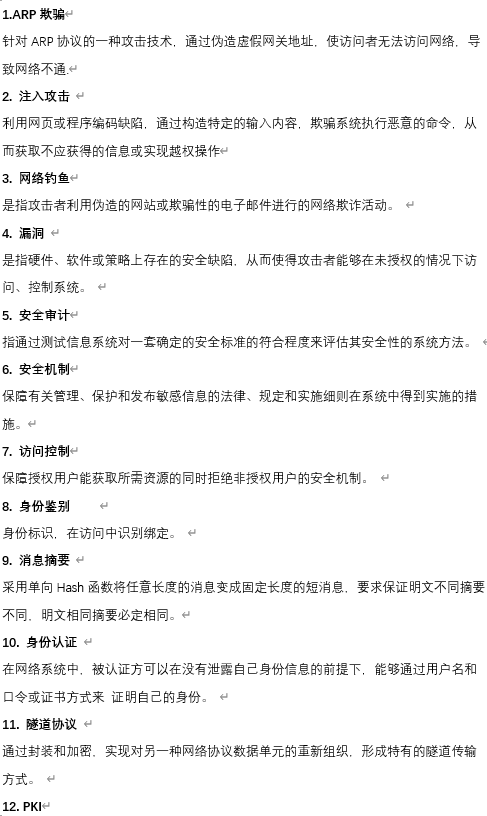 1.ARP 欺骗
针对 ARP 协议的一种攻击技术，通过伪造虚假网关地址，使访问者无法访问网络，导
致网络不通.
2. 注入攻击
利用网页或程序编码缺陷，通过构造特定的输入内容，欺骗系统执行恶意的命令，从
而获取不应获得的信息或实现越权操作
3. 网络钓鱼
是指攻击者利用伪造的网站或欺骗性的电子邮件进行的网络欺诈活动。
4. 漏洞
是指硬件、软件或策略上存在的安全缺陷，从而使得攻击者能够在未授权的情况下访
问、控制系统。
5. 安全审计
指通过测试信息系统对一套确定的安全标准的符合程度来评估其安全性的系统方法。
6. 安全机制
保障有关管理、保护和发布敏感信息的法律、规定和实施细则在系统中得到实施的措
施。
7. 访问控制
保障授权用户能获取所需资源的同时拒绝非授权用户的安全机制。
8. 身份鉴别
身份标识，在访问中识别绑定。
9. 消息摘要
采用单向 Hash 函数将任意长度的消息变成固定长度的短消息，要求保证明文不同摘要
不同，明文相同摘要必定相同。
10. 身份认证
在网络系统中，被认证方可以在没有泄露自己身份信息的前提下，能够通过用户名和
口令或证书方式来 证明自己的身份。
11. 隧道协议
通过封装和加密，实现对另一种网络协议数据单元的重新组织，形成特有的隧道传输
方式。
12. PKI